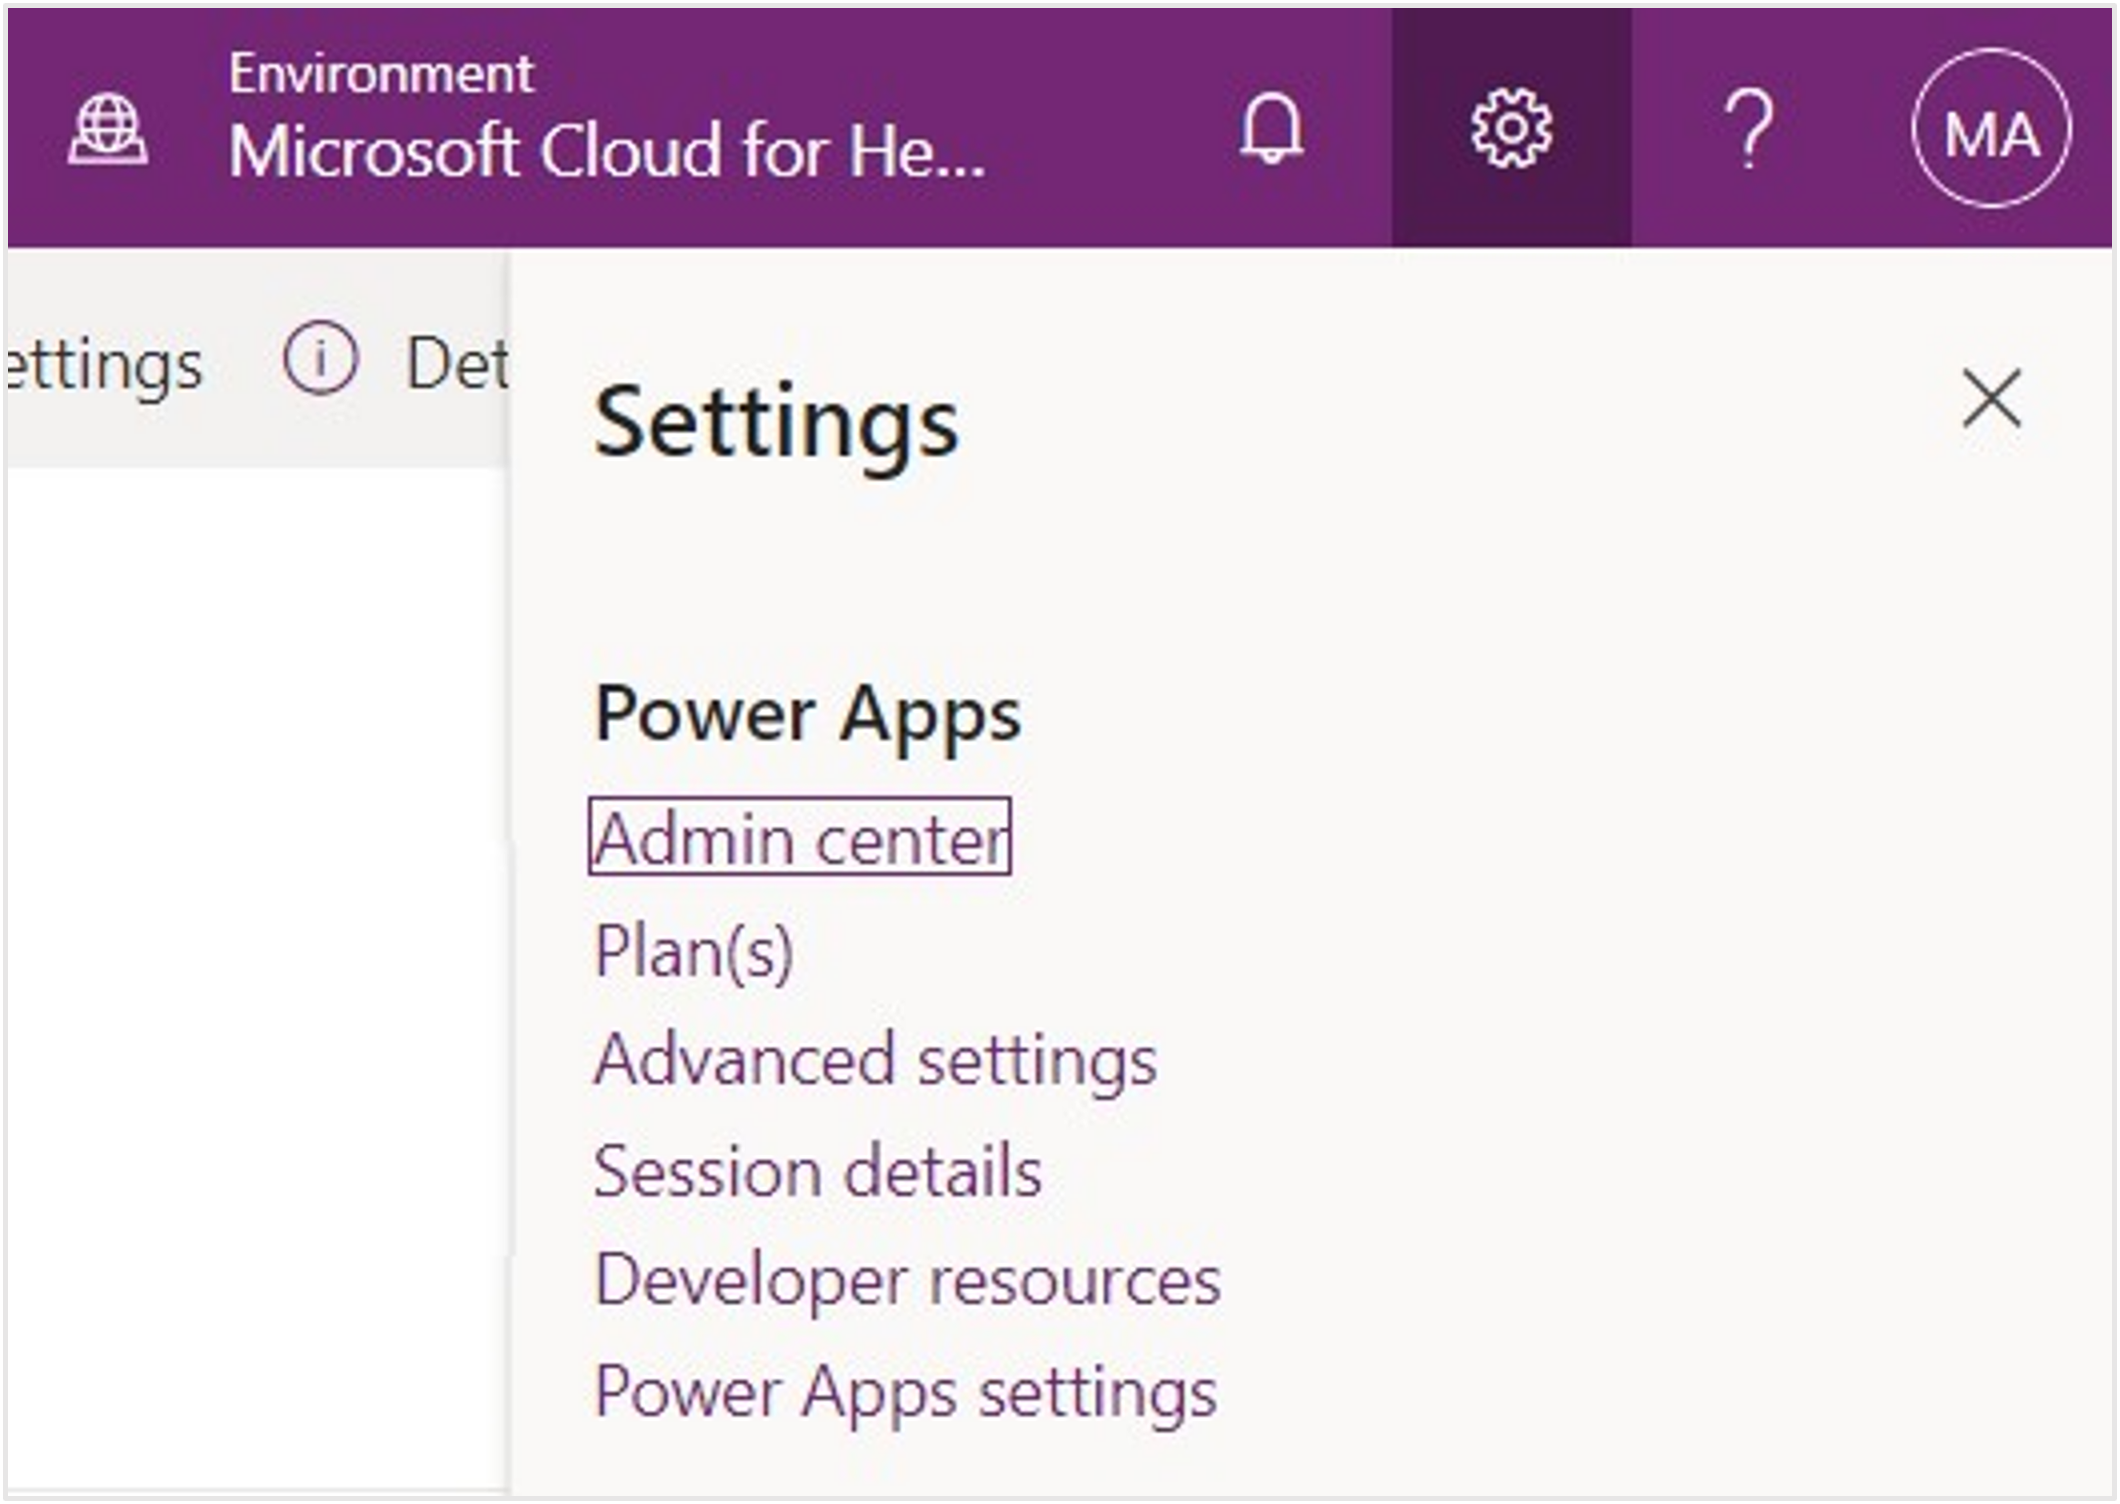 Environment
Microsoft Cloud for He...
MA
ettings
i
Det
Settings
Power Apps
Admin center
Plan(s)
Advanced settings
Session details
Developer resources
Power Apps settings